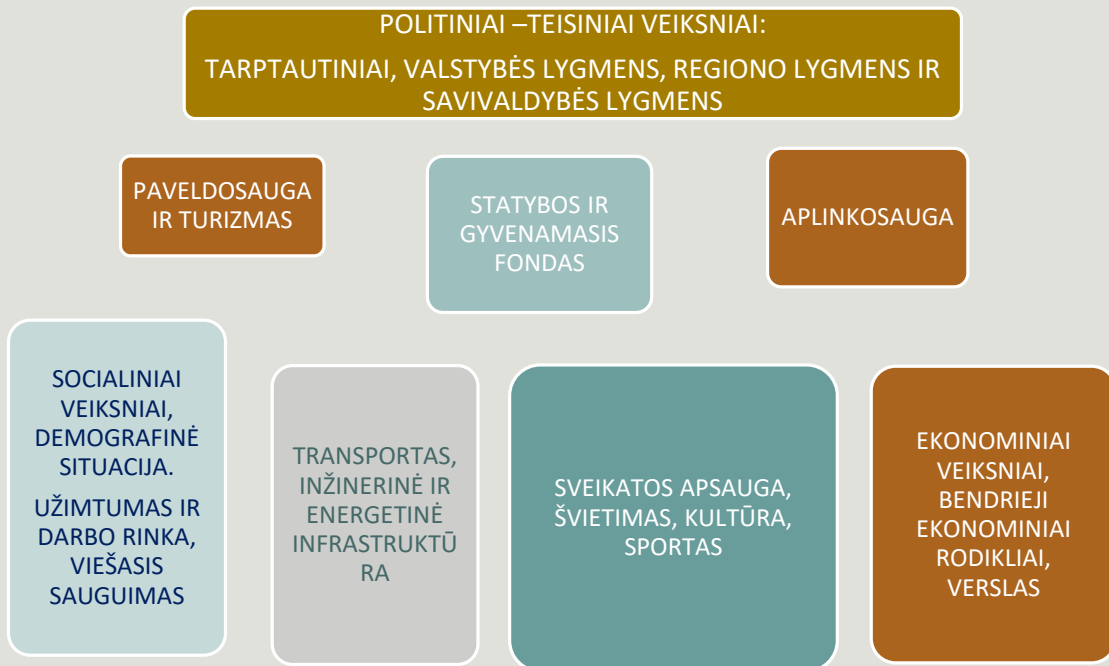 POLITINIAI –TEISINIAI VEIKSNIAI:
TARPTAUTINIAI, VALSTYBĖS LYGMENS, REGIONO LYGMENS IR
SAVIVALDYBĖS LYGMENS
PAVELDOSAUGA
IR TURIZMAS
STATYBOS IR
GYVENAMASIS
FONDAS
APLINKOSAUGA
SOCIALINIAI
VEIKSNIAI,
DEMOGRAFINĖ
SITUACIJA.
UŽIMTUMAS IR
DARBO RINKA,
VIEŠASIS
SAUGUIMAS
TRANSPORTAS,
INŽINERINĖ IR
ENERGETINĖ
INFRASTRUKTŪ
RA
SVEIKATOS APSAUGA,
ŠVIETIMAS, KULTŪRA,
SPORTAS
EKONOMINIAI
VEIKSNIAI,
BENDRIEJI
EKONOMINIAI
RODIKLIAI,
VERSLAS